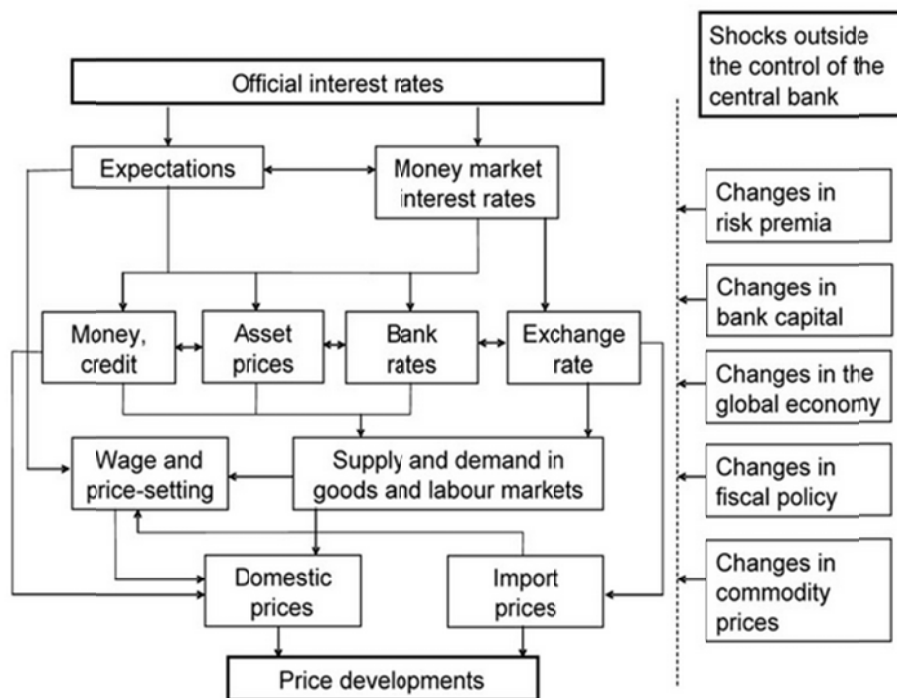 Official interest rates
Shocks outside
the control of the
central bank
Expectations
Money market
interest rates
Changes in
risk premia
Changes in
bank capital
Money,
credit
Asset
prices
Bank
rates
Exchange
rate
Changes in the
global economy
Wage and
price-setting
Supply and demand in
goods and labour markets
Changes in
fiscal policy
Domestic
prices
Import
prices
Changes in
commodity
prices
Price developments